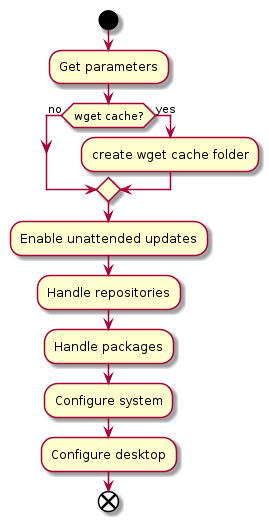 Get parameters
no
wget cache?
yes
create wget cache folder
Enable unattended updates
Handle repositories
Handle packages
Configure system
Configure desktop